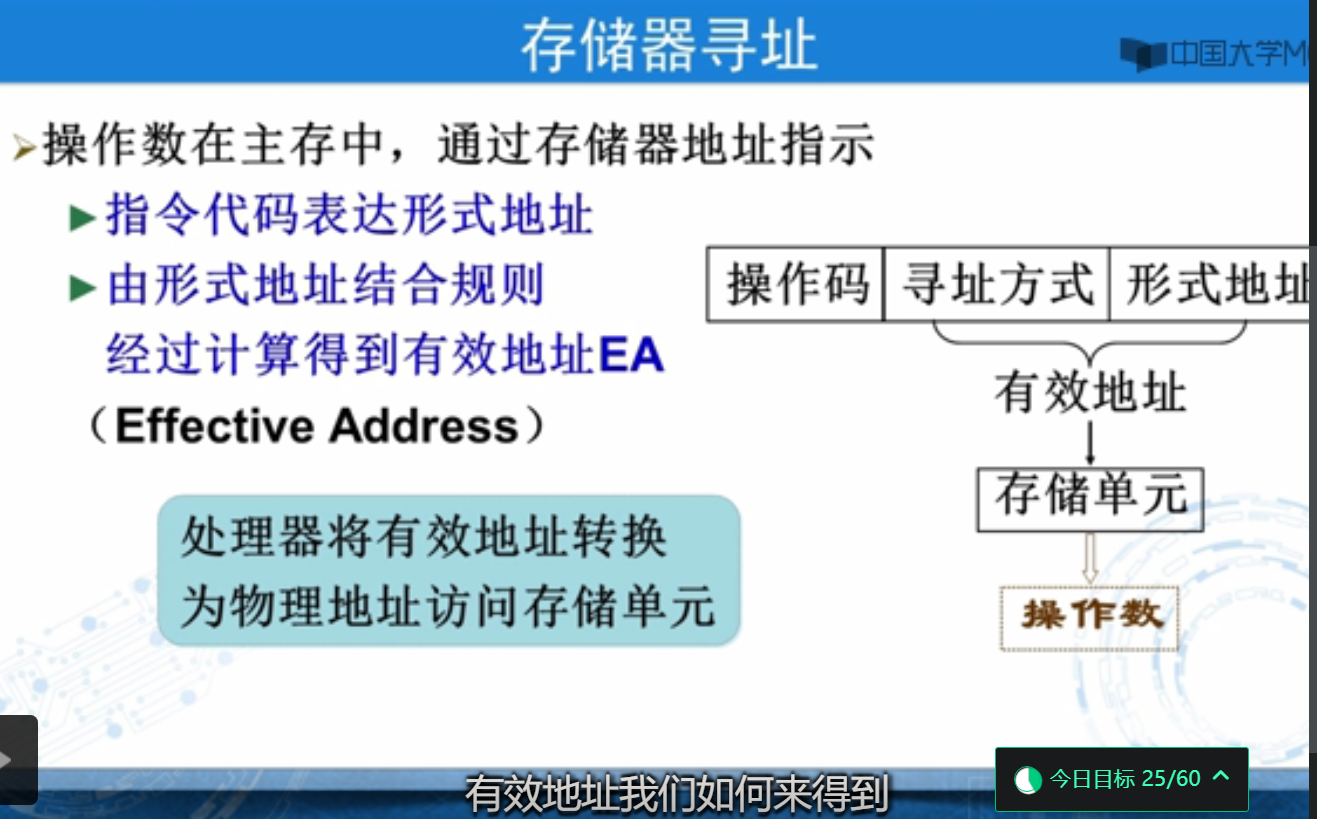 存储器寻址
中国大学M
操作数在主存中，通过存储器地址指示
指令代码表达形式地址
由形式地址结合规则
经过计算得到有效地址EA
（Effective Address）
处理器将有效地址转换
为物理地址访问存储单元
操作码 寻址方式 形式地址
有效地址
存储单元
操作数
有效地址我们如何来得到
今日目标 25/60